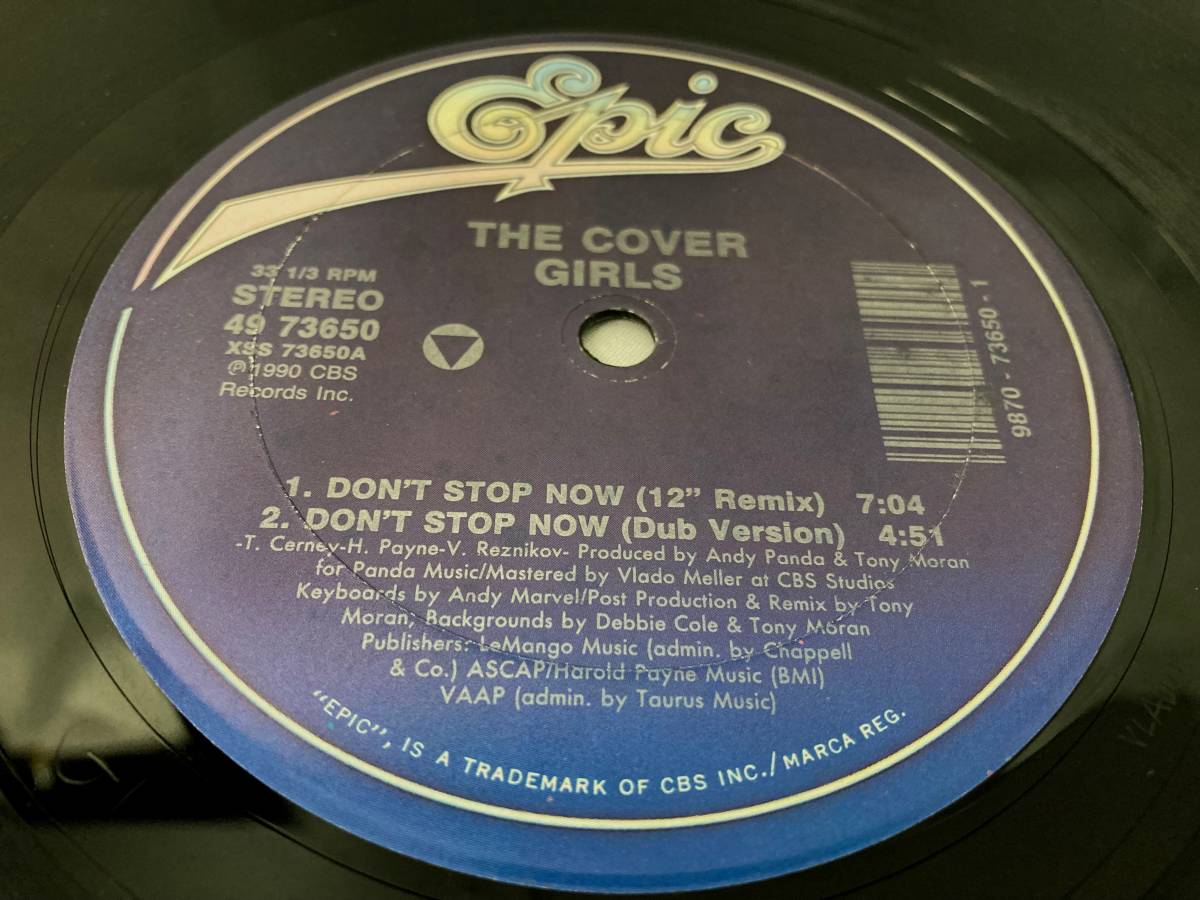 Epic
THE COVER
GIRLS
33 1/3 RPM
STEREO
49 73650
XSS 73650A
Ⓟ1990 CBS
Records Inc.
9870 - 73650 - 1
1. DON'T STOP NOW (12" Remix) 7:04
2. DON'T STOP NOW (Dub Version) 4:51
-T. Cerney-H. Payne-V. Reznikov- Produced by Andy Panda & Tony Moran
for Panda Music/Mastered by Vlado Meller at CBS Studios
Keyboards by Andy Marvel/Post Production & Remix by Tony
Moran, Backgrounds by Debbie Cole & Tony Moran
Publishers: LeMango Music (admin. by Chappell
& Co.) ASCAP/Harold Payne Music (BMI)
VAAP (admin. by Taurus Music)
"EPIC", IS A TRADEMARK OF CBS INC./MARCA REG.